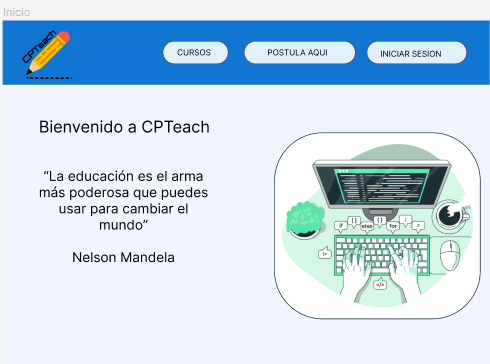 Inicio
CPTeach
CURSOS
POSTULA AQUI
INICIAR SESION
Bienvenido a CPTeach
“La educación es el arma
más poderosa que puedes
usar para cambiar el
mundo”
Nelson Mandela
if
[ ]
else
{ }
for
;
=
</>